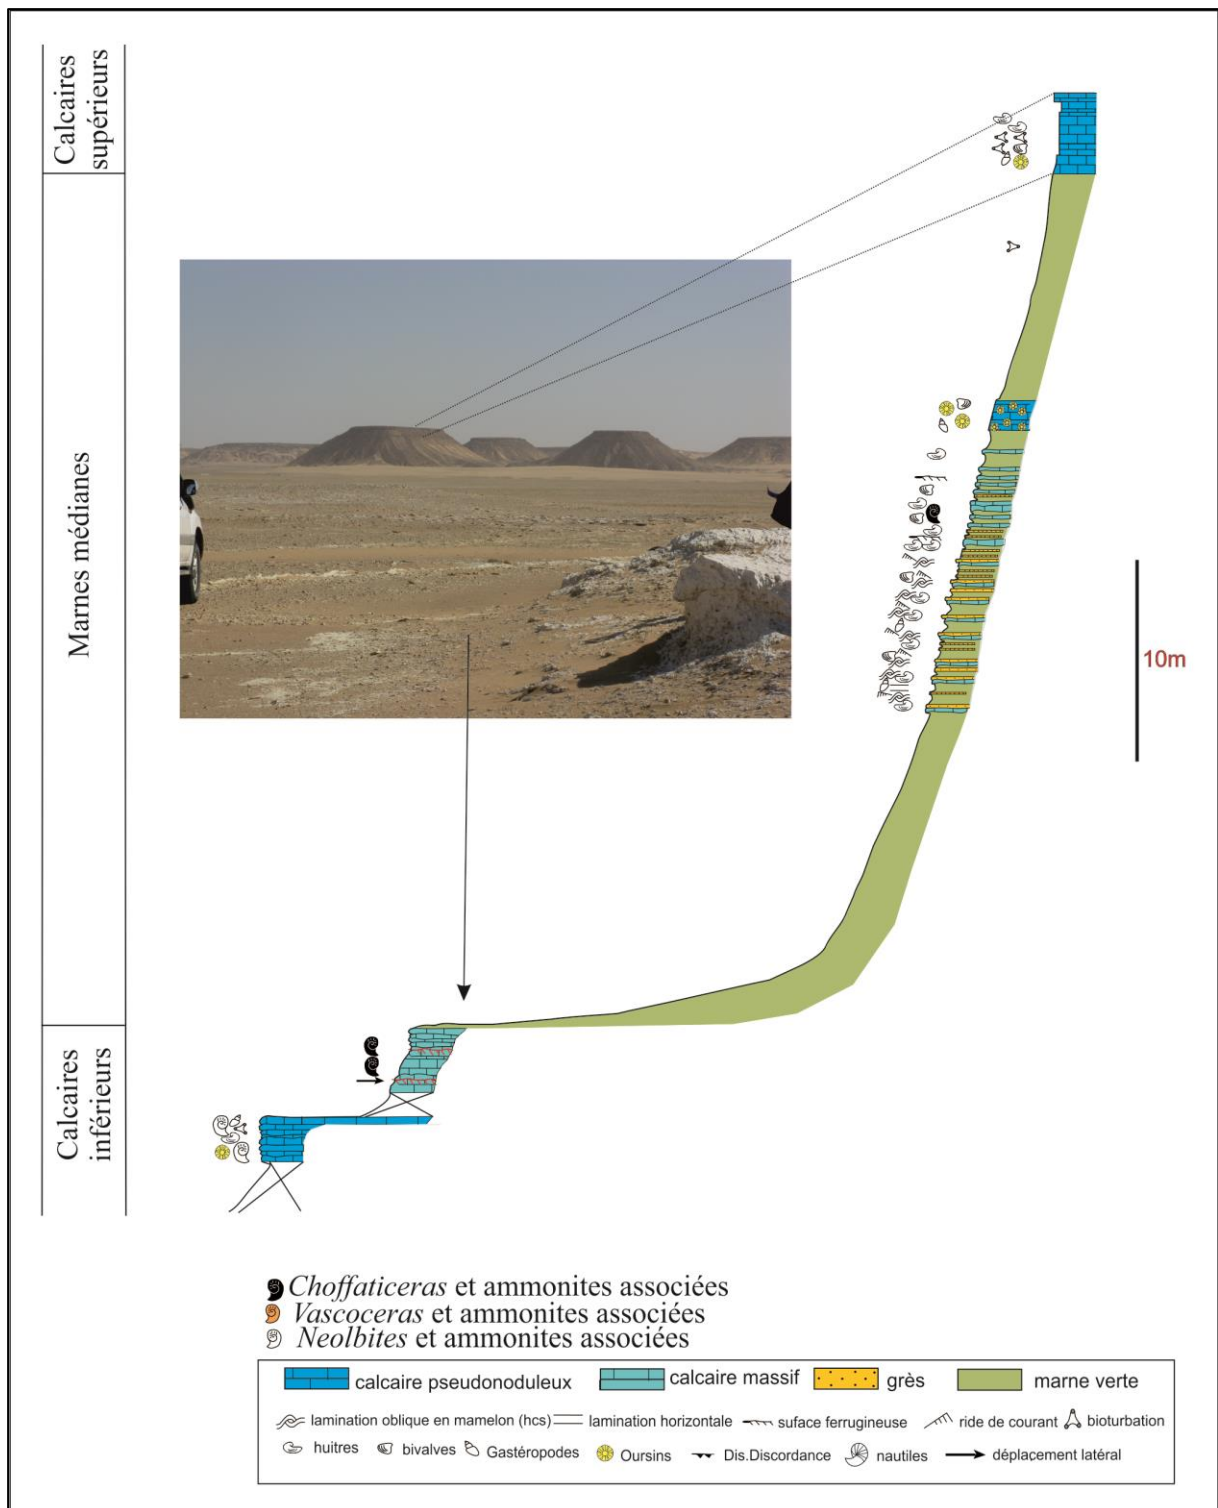 Calcaires
supérieurs
Marnes médianes
10m
Calcaires
inférieurs
Choffaticeras et ammonites associées
Vascoceras et ammonites associées
Neolbites et ammonites associées
calcaire pseudonoduleux calcaire massif grès marne verte
lamination oblique en mamelon (hcs) lamination horizontale suface ferrugineuse ride de courant bioturbation
huitres bivalves Gastéropodes Oursins Dis.Discordance nautiles déplacement latéral